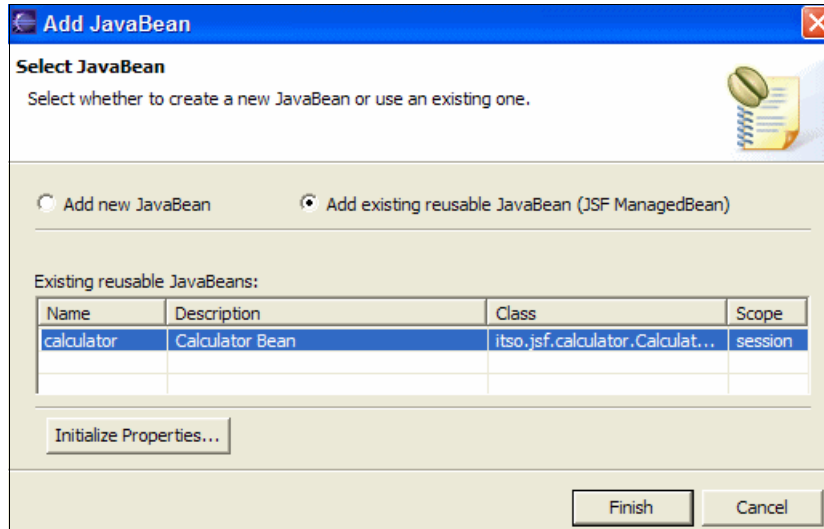 Add JavaBean
Select JavaBean
Select whether to create a new JavaBean or use an existing one.
Add new JavaBean Add existing reusable JavaBean (JSF ManagedBean)
Existing reusable JavaBeans:
Name Description Class Scope
calculator Calculator Bean itso.jsf.calculator.Calculat... session
Initialize Properties...
Finish Cancel